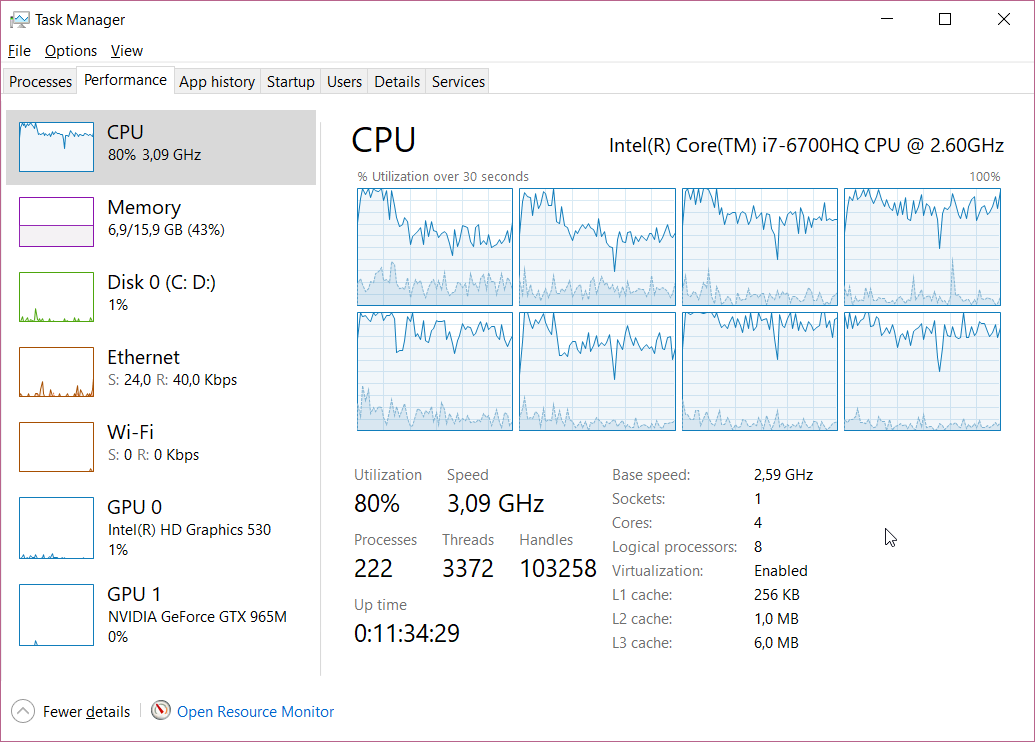 Task Manager
File Options View
Processes Performance App history Startup Users Details Services
CPU
80% 3,09 GHz
Memory
6,9/15,9 GB (43%)
Disk 0 (C: D:)
1%
Ethernet
S: 24,0 R: 40,0 Kbps
Wi-Fi
S: 0 R: 0 Kbps
GPU 0
Intel(R) HD Graphics 530
1%
GPU 1
NVIDIA GeForce GTX 965M
0%
CPU Intel(R) Core(TM) i7-6700HQ CPU @ 2.60GHz
% Utilization over 30 seconds 100%
Utilization Speed
80% 3,09 GHz
Processes Threads Handles
222 3372 103258
Up time
0:11:34:29
Base speed: 2,59 GHz
Sockets: 1
Cores: 4
Logical processors: 8
Virtualization: Enabled
L1 cache: 256 KB
L2 cache: 1,0 MB
L3 cache: 6,0 MB
Fewer details Open Resource Monitor